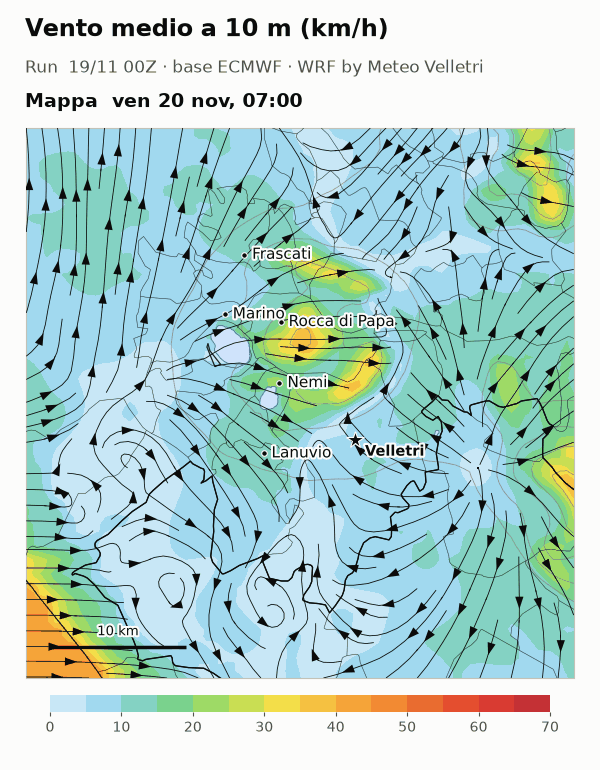 Vento medio a 10 m (km/h)
Run  19/11 00Z · base ECMWF · WRF by Meteo Velletri
Mappa  ven 20 nov, 07:00
Frascati
Marino
Rocca di Papa
Nemi
Lanuvio
Velletri
10 km
0 10 20 30 40 50 60 70